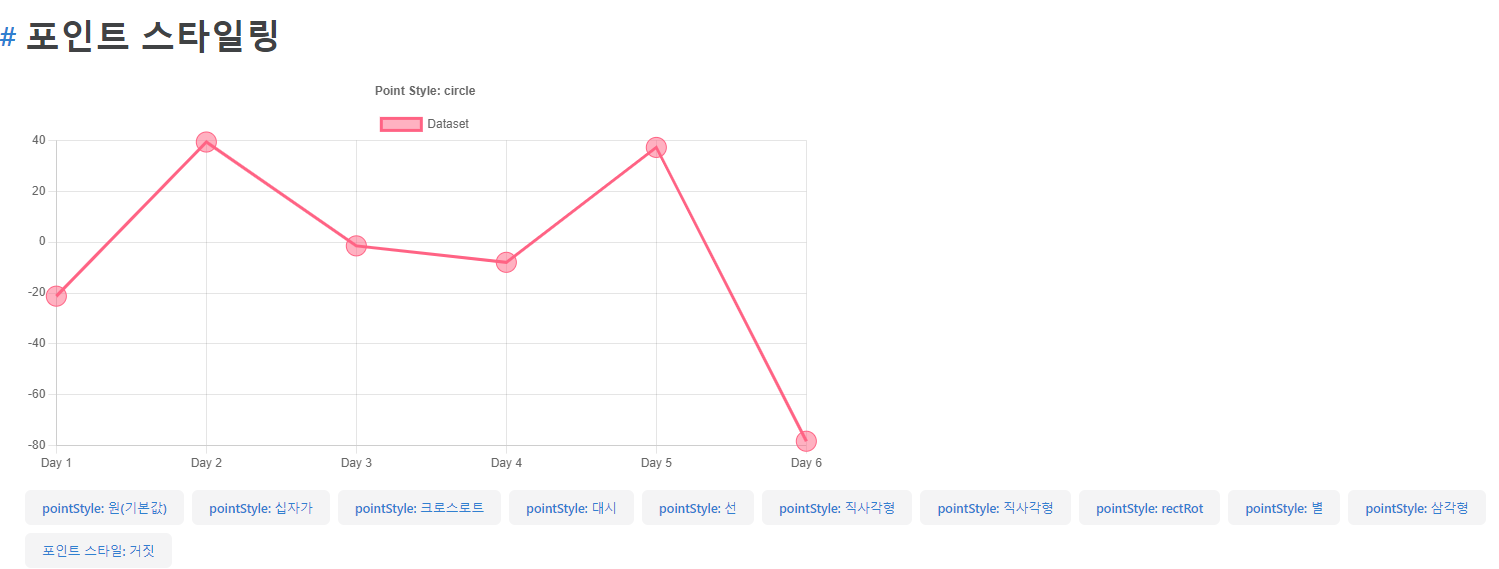 # 포인트 스타일링
Point Style: circle
Dataset
40
20
0
-20
-40
-60
-80
Day 1 Day 2 Day 3 Day 4 Day 5 Day 6
pointStyle: 원(기본값) pointStyle: 십자가 pointStyle: 크로스로트 pointStyle: 대시 pointStyle: 선 pointStyle: 직사각형 pointStyle: 직사각형 pointStyle: rectRot pointStyle: 별 pointStyle: 삼각형
포인트 스타일: 거짓